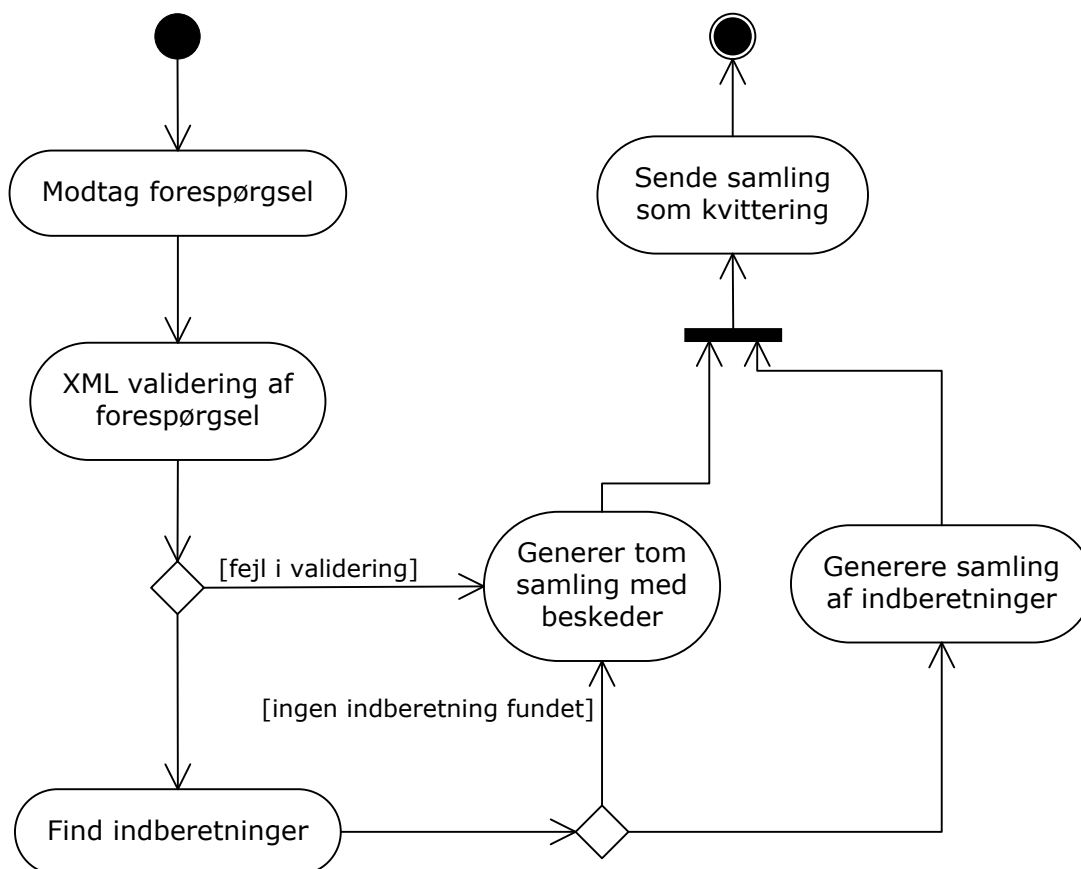 Modtag forespørgsel
Sende samling
som kvittering
XML validering af
forespørgsel
[fejl i validering]
Generer tom
samling med
beskeder
Generere samling
af indberetninger
[ingen indberetning fundet]
Find indberetninger